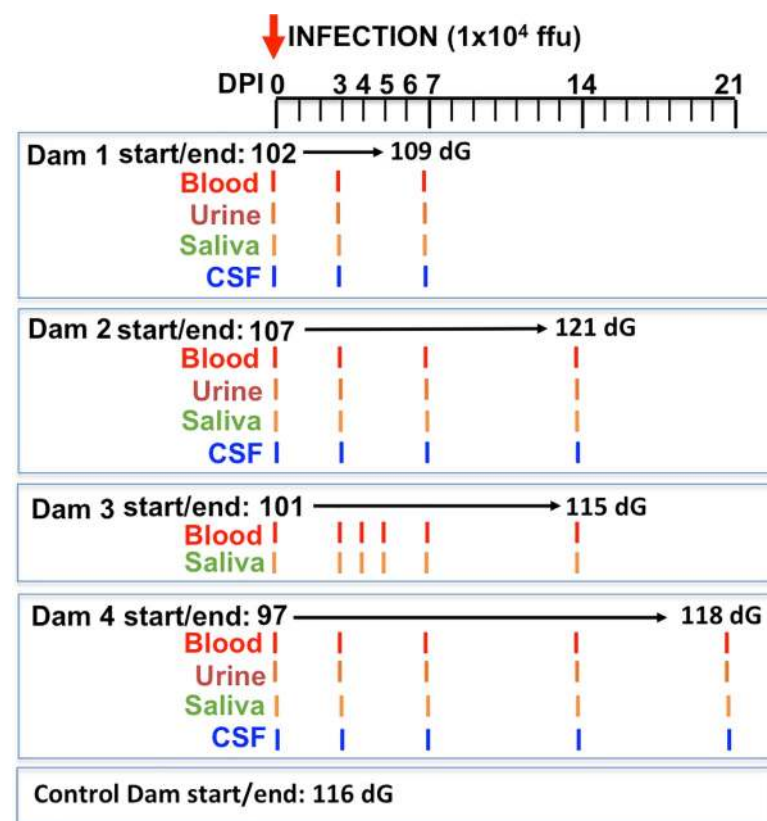 INFECTION (1x10⁴ ffu)
DPI 0 3 4 5 6 7 14 21
Dam 1 start/end: 102 109 dG
Blood
Urine
Saliva
CSF
Dam 2 start/end: 107 121 dG
Blood
Urine
Saliva
CSF
Dam 3 start/end: 101 115 dG
Blood
Saliva
Dam 4 start/end: 97 118 dG
Blood
Urine
Saliva
CSF
Control Dam start/end: 116 dG